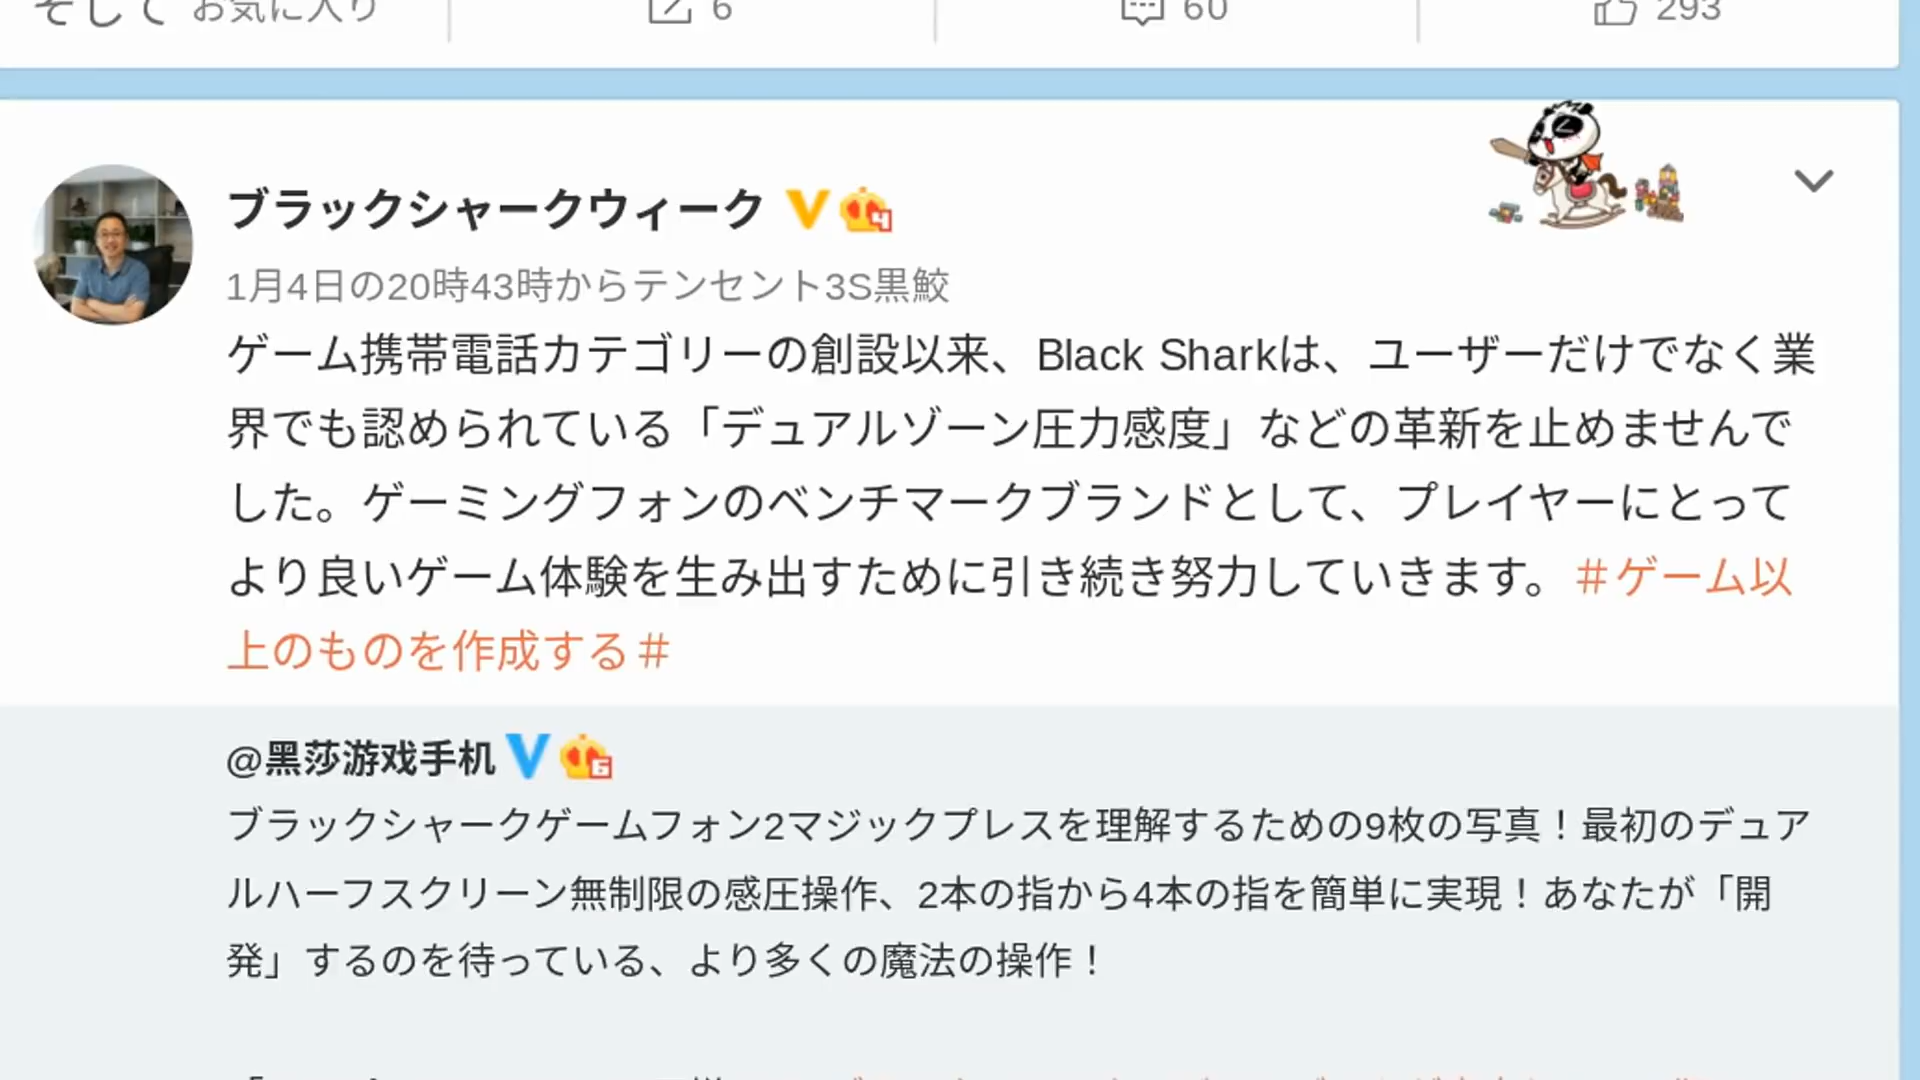 そして お気に入り 6 60 293
ブラックシャークウィーク
1月4日の20時43時からテンセント3S黒鮫
ゲーム携帯電話カテゴリーの創設以来、Black Sharkは、ユーザーだけでなく業
界でも認められている「デュアルゾーン圧力感度」などの革新を止めませんで
した。ゲーミングフォンのベンチマークブランドとして、プレイヤーにとって
より良いゲーム体験を生み出すために引き続き努力していきます。#ゲーム以
上のものを作成する#
@黑莎游戏手机
ブラックシャークゲームフォン2マジックプレスを理解するための9枚の写真！最初のデュア
ルハーフスクリーン無制限の感圧操作、2本の指から4本の指を簡単に実現！あなたが「開
発」するのを待っている、より多くの魔法の操作！